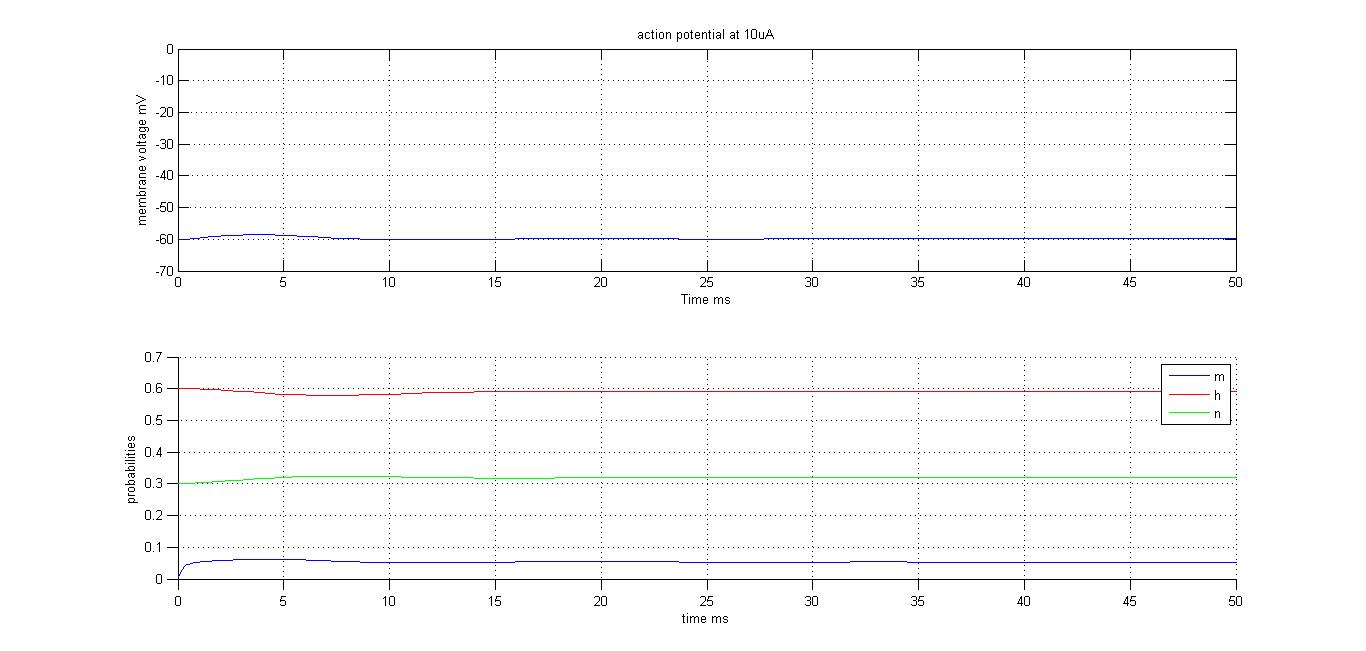 action potential at 10uA
membrane voltage mV
0
-10
-20
-30
-40
-50
-60
-70
0 5 10 15 20 25 30 35 40 45 50
Time ms
probabilities
0.7
0.6
0.5
0.4
0.3
0.2
0.1
0
m
h
n
0 5 10 15 20 25 30 35 40 45 50
time ms